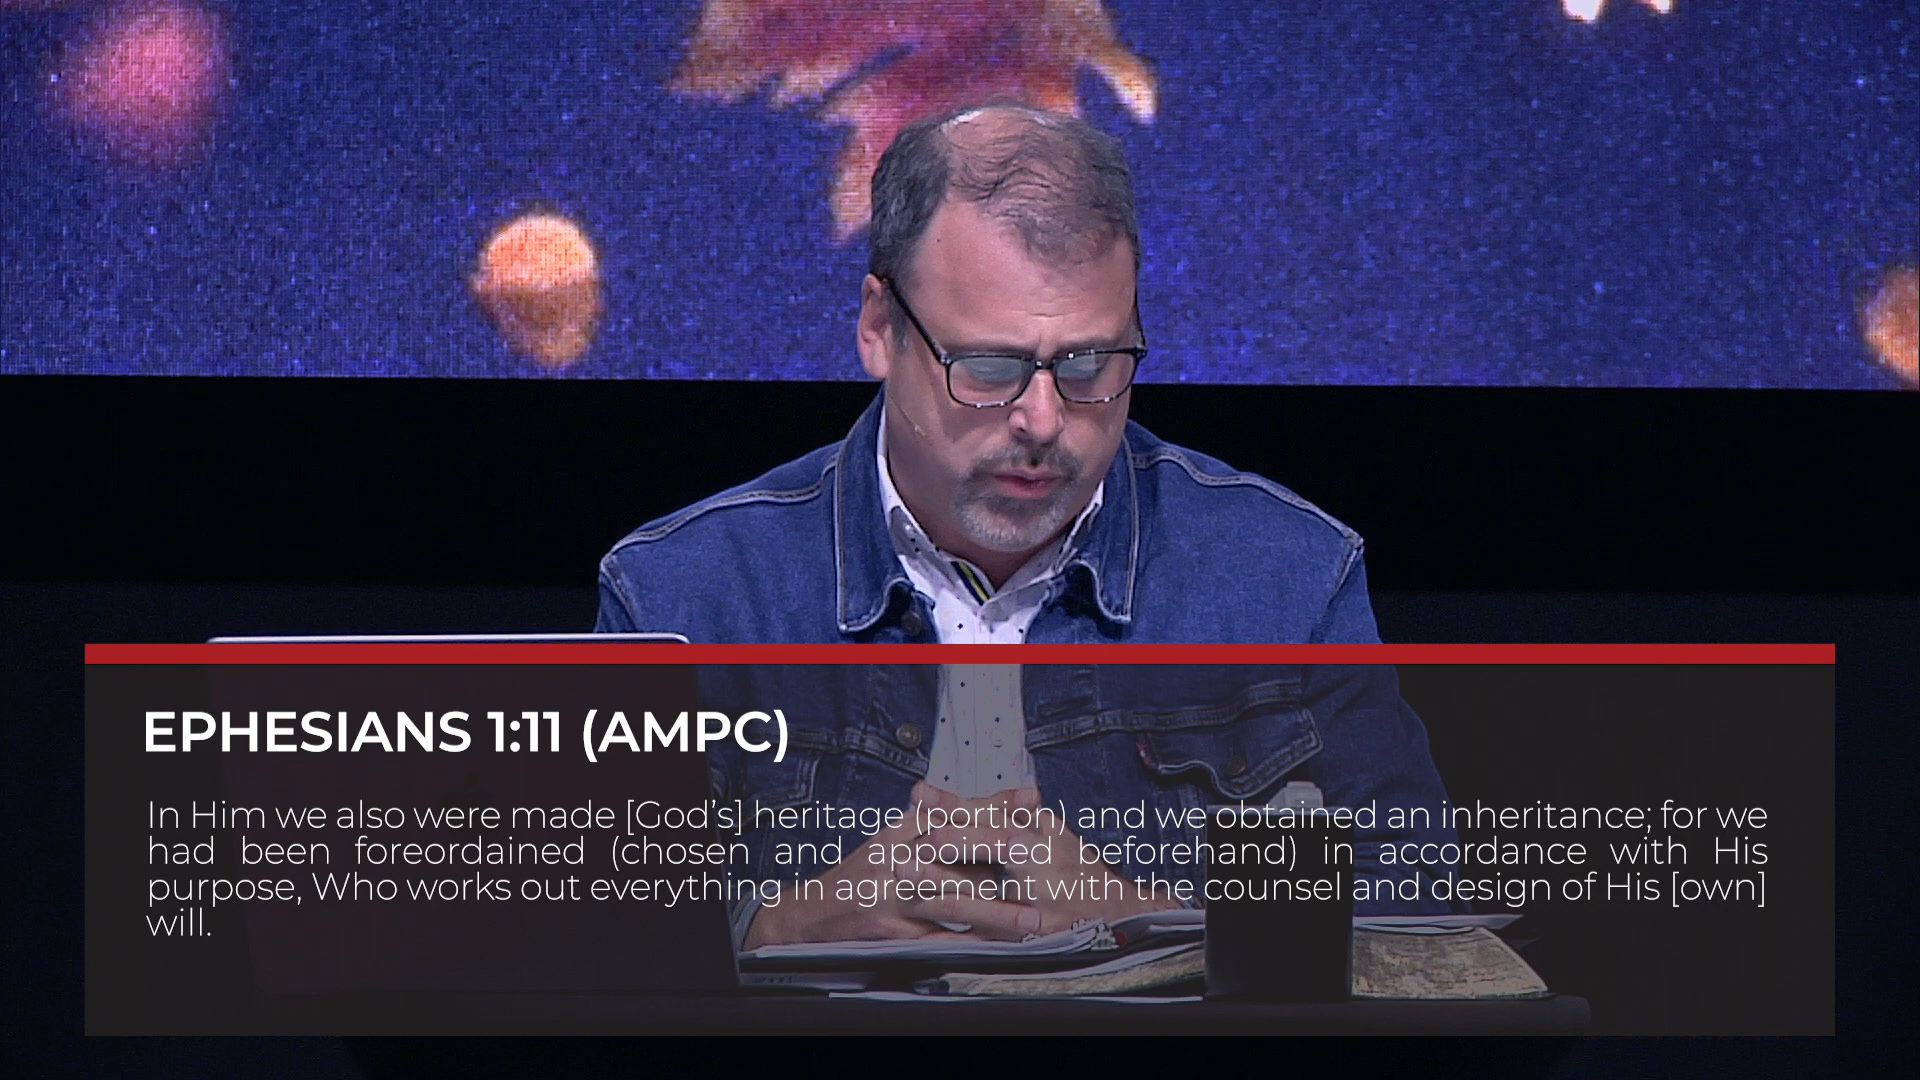 EPHESIANS 1:11 (AMPC)
In Him we also were made [God’s] heritage (portion) and we obtained an inheritance; for we
had been foreordained (chosen and appointed beforehand) in accordance with His
purpose, Who works out everything in agreement with the counsel and design of His [own]
will.